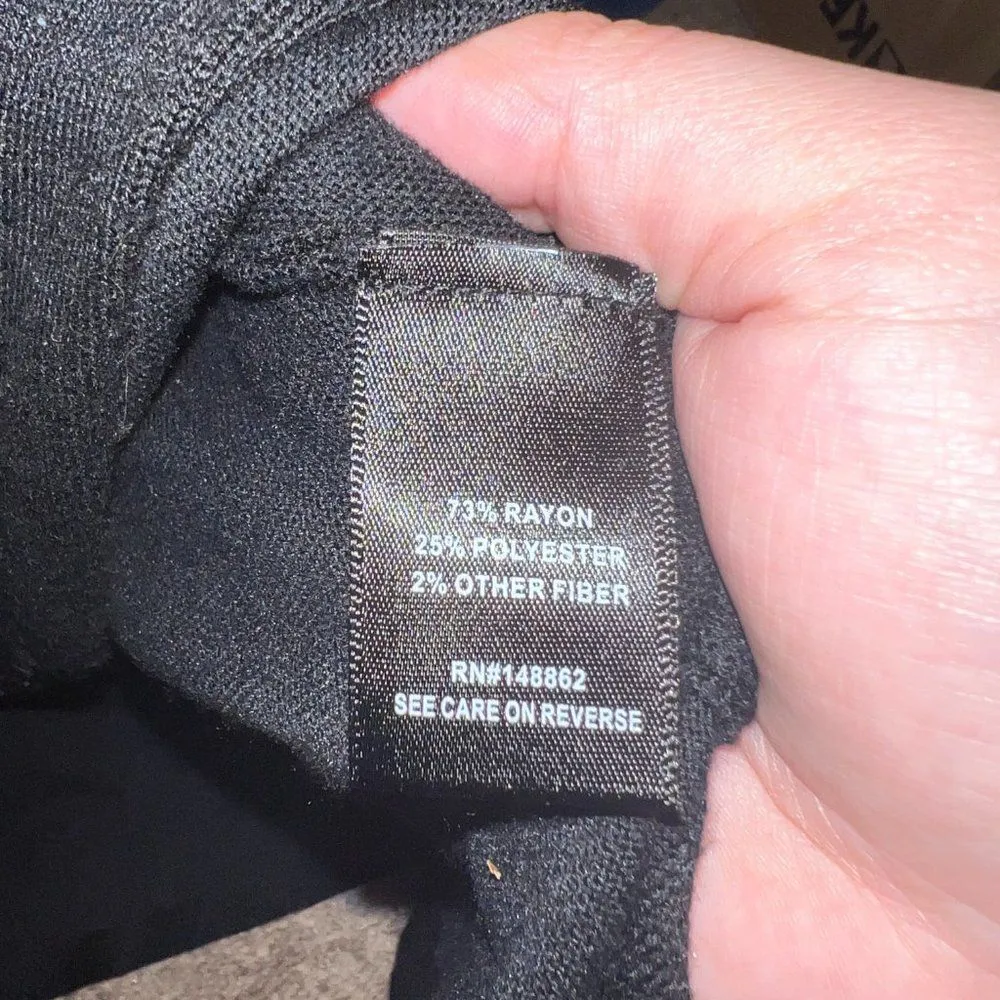 73% RAYON
25% POLYESTER
2% OTHER FIBER
RN#148862
SEE CARE ON REVERSE